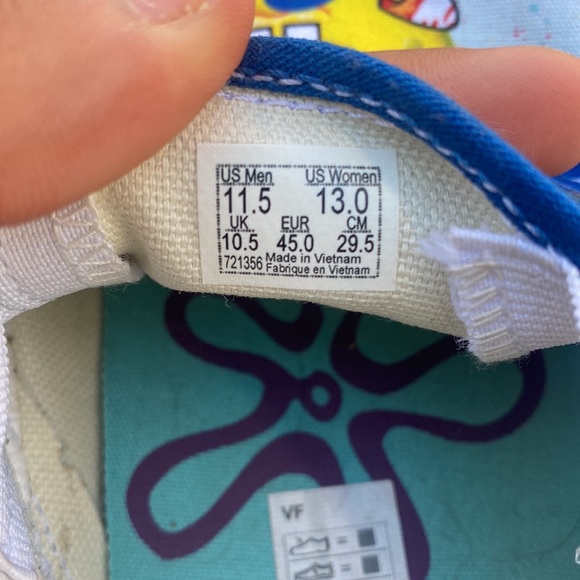 US Men US Women
11.5 13.0
UK EUR CM
10.5 45.0 29.5
721356 Made in Vietnam
Fabrique en Vietnam
VF
=
=